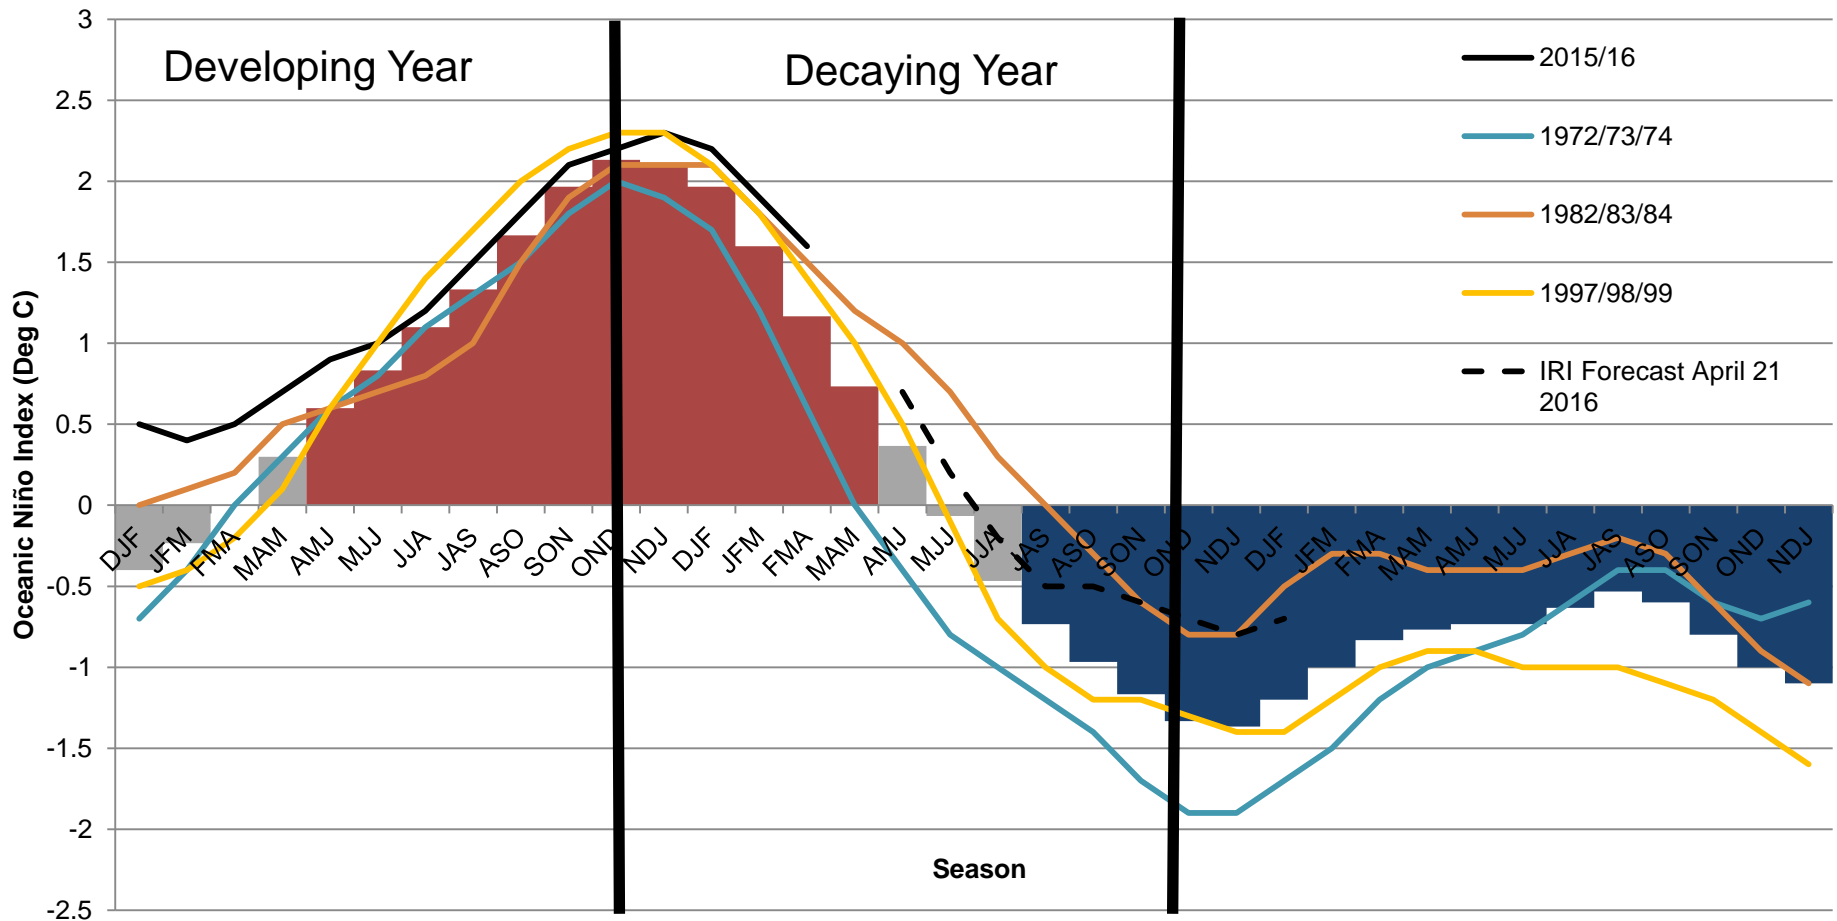 3
2.5
2
1.5
1
0.5
0
-0.5
-1
-1.5
-2
-2.5
Oceanic Niño Index (Deg C)
Developing Year
Decaying Year
2015/16
1972/73/74
1982/83/84
1997/98/99
IRI Forecast April 21
2016
DJF
JFM
FMA
MAM
AMJ
MJJ
JJA
JAS
ASO
SON
OND
NDJ
DJF
JFM
FMA
MAM
AMJ
MJJ
JJA
JAS
ASO
SON
OND
NDJ
DJF
JFM
FMA
MAM
AMJ
MJJ
JJA
JAS
ASO
SON
OND
NDJ
Season